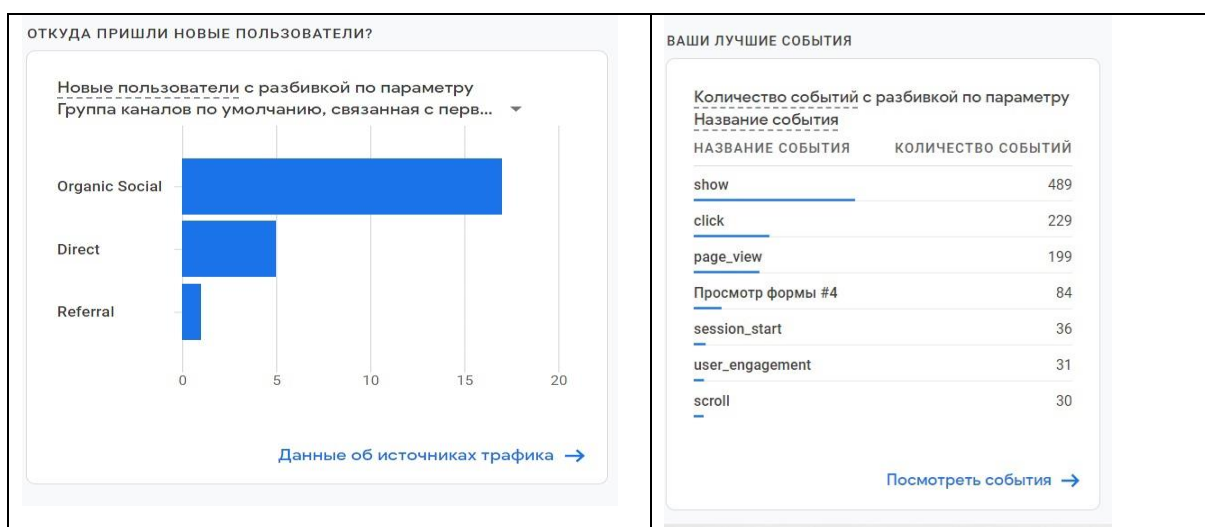 ОТКУДА ПРИШЛИ НОВЫЕ ПОЛЬЗОВАТЕЛИ?
Новые пользователи с разбивкой по параметру
Группа каналов по умолчанию, связанная с перв...
Organic Social
Direct
Referral
0 5 10 15 20
Данные об источниках трафика →
ВАШИ ЛУЧШИЕ СОБЫТИЯ
Количество событий с разбивкой по параметру
Название события
НАЗВАНИЕ СОБЫТИЯ КОЛИЧЕСТВО СОБЫТИЙ
show 489
click 229
page_view 199
Просмотр формы #4 84
session_start 36
user_engagement 31
scroll 30
Посмотреть события →